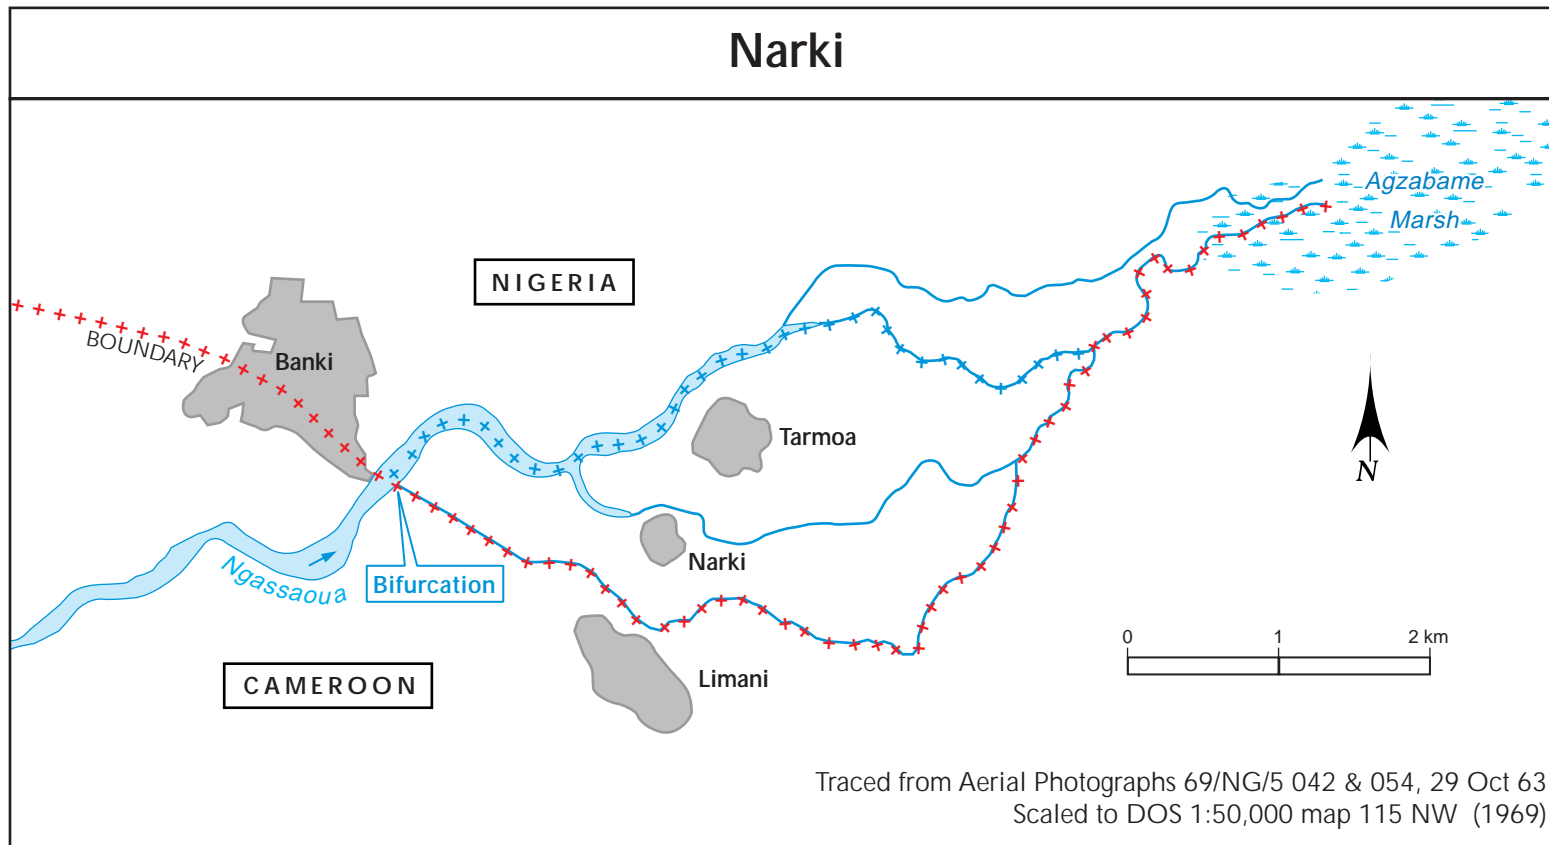 Narki
Agzabame
Marsh
NIGERIA
BOUNDARY
Banki
Tarmoa
N
Narki
Ngassaoua
Bifurcation
0 1 2 km
CAMEROON
Limani
Traced from Aerial Photographs 69/NG/5 042 & 054, 29 Oct 63
Scaled to DOS 1:50,000 map 115 NW (1969)